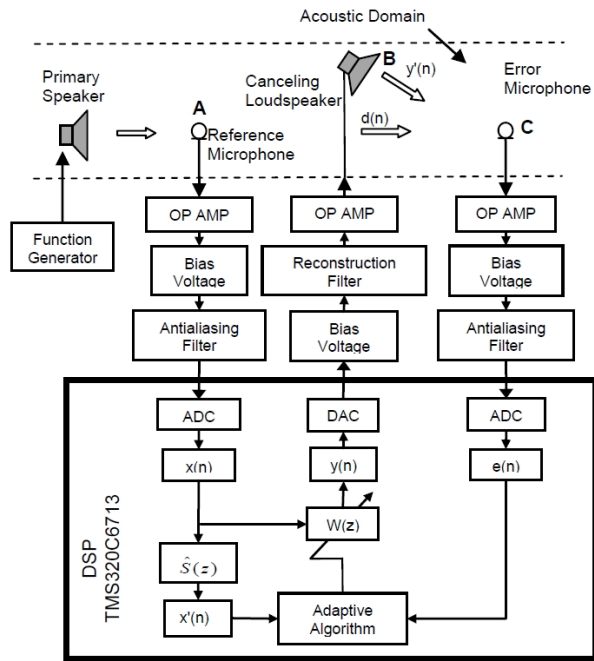 Acoustic Domain
Primary
Speaker
A
Reference
Microphone
Canceling
Loudspeaker
B
y'(n)
d(n)
Error
Microphone
C
Function
Generator
OP AMP
OP AMP
OP AMP
Bias
Voltage
Reconstruction
Filter
Bias
Voltage
Antialiasing
Filter
Bias
Voltage
Antialiasing
Filter
ADC
DAC
ADC
x(n)
y(n)
e(n)
W(z)
Ŝ(z)
x'(n)
Adaptive
Algorithm
DSP
TMS320C6713